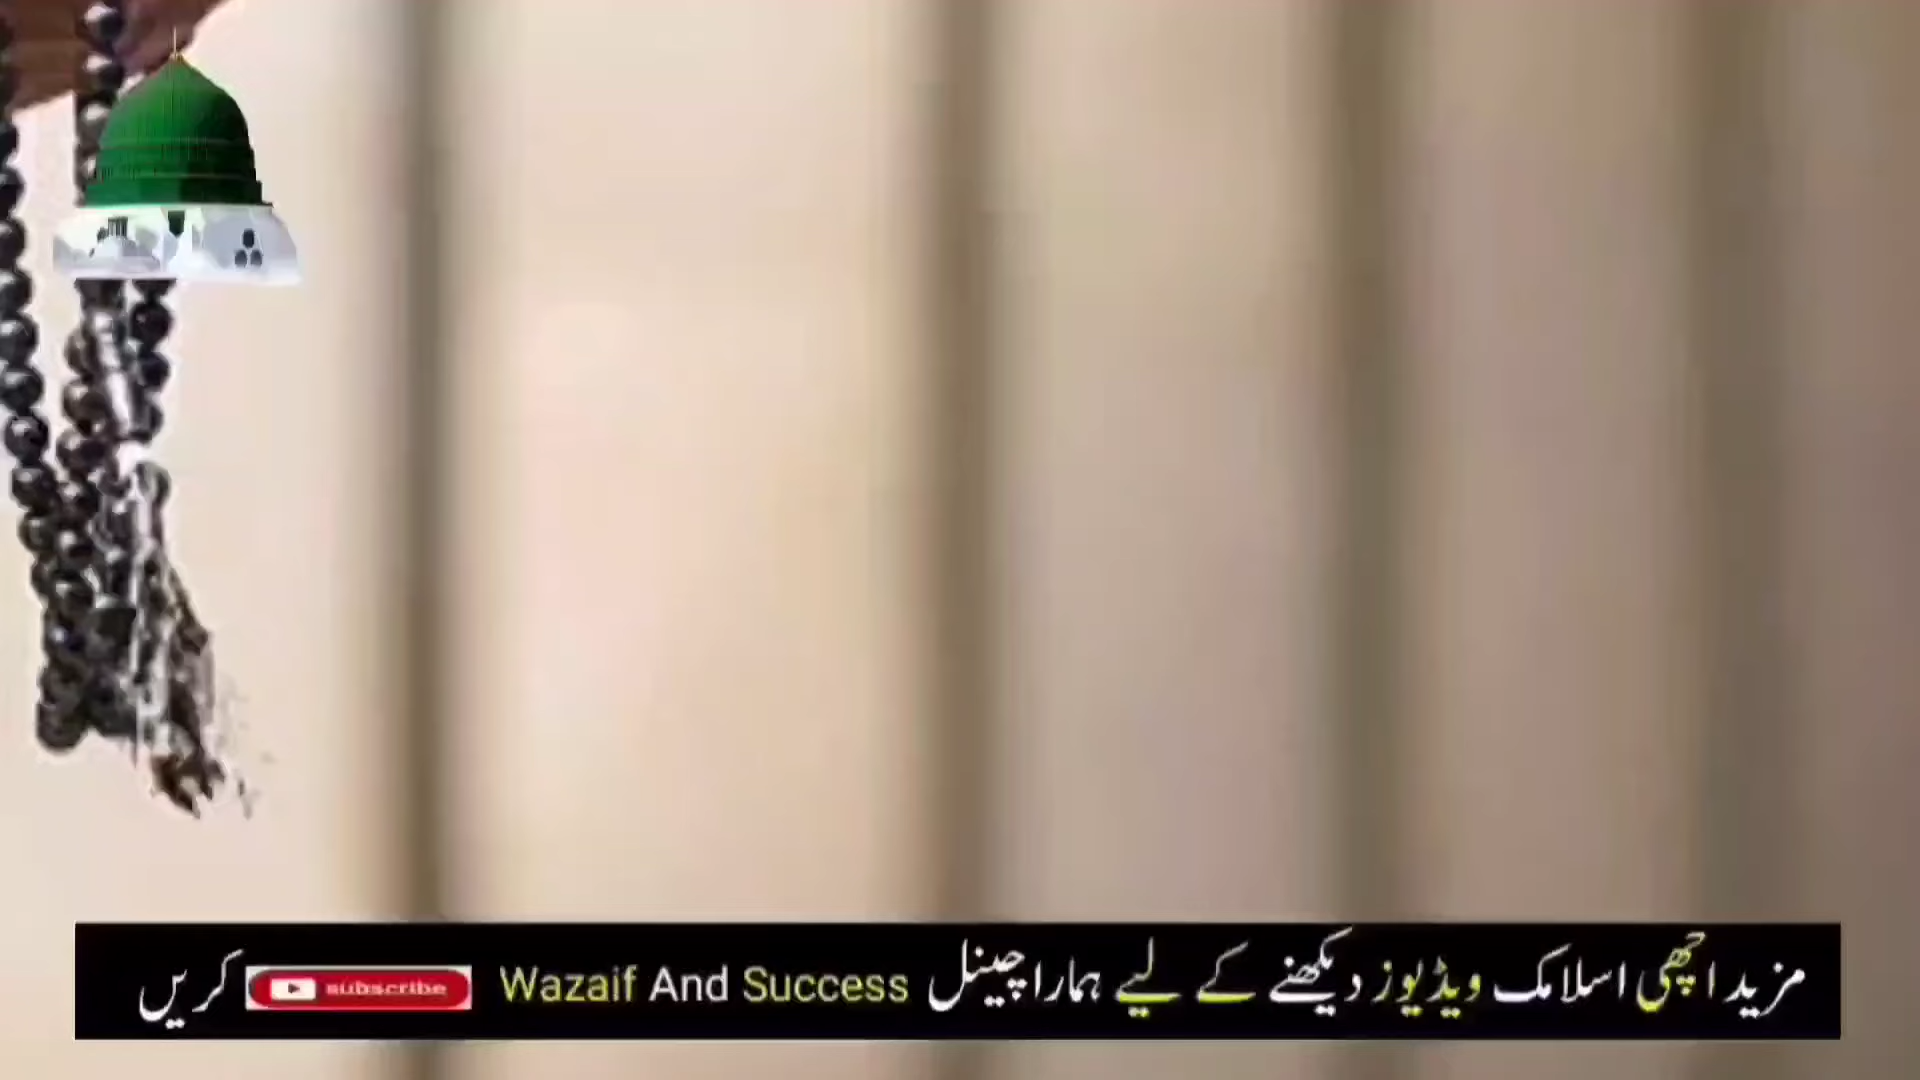 مزید اچھی اسلامک ویڈیوز دیکھنے کے لیے ہمارا چینل Wazaif And Success subscribe کریں